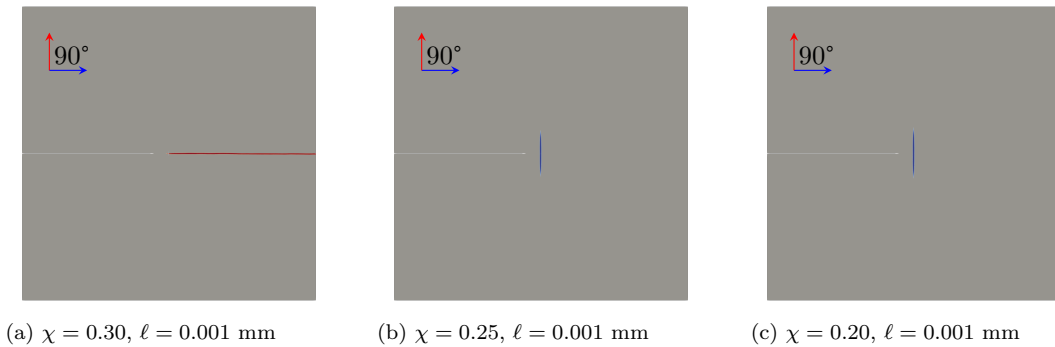 90°
90°
90°
(a) χ = 0.30, ℓ = 0.001 mm
(b) χ = 0.25, ℓ = 0.001 mm
(c) χ = 0.20, ℓ = 0.001 mm